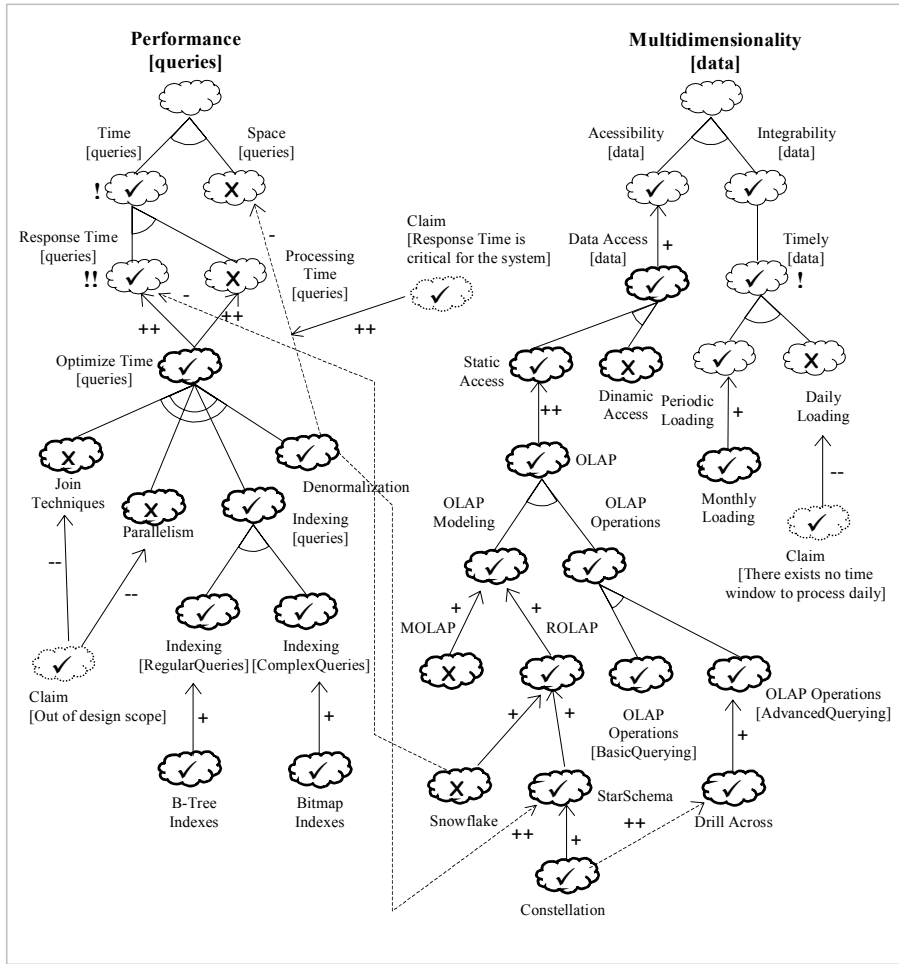 Performance
[queries]
Multidimensionality
[data]
Time
[queries]
Space
[queries]
Acessibility
[data]
Integrability
[data]
!
Response Time
[queries]
!!
-
Processing
Time
[queries]
-
Claim
[Response Time is
critical for the system]
++
Data Access
[data]
+
Timely
[data]
!
++
++
Optimize Time
[queries]
Static
Access
Dinamic
Access
Periodic
Loading
Daily
Loading
++
+
--
Join
Techniques
Parallelism
Indexing
[queries]
Denormalization
OLAP
OLAP
Modeling
OLAP
Operations
Monthly
Loading
Claim
[There exists no time
window to process daily]
--
--
Claim
[Out of design scope]
Indexing
[RegularQueries]
Indexing
[ComplexQueries]
+
+
B-Tree
Indexes
Bitmap
Indexes
MOLAP
+
+
ROLAP
OLAP
Operations
[BasicQuerying]
OLAP Operations
[AdvancedQuerying]
+
+
+
Snowflake
StarSchema
Drill Across
++
+
++
Constellation